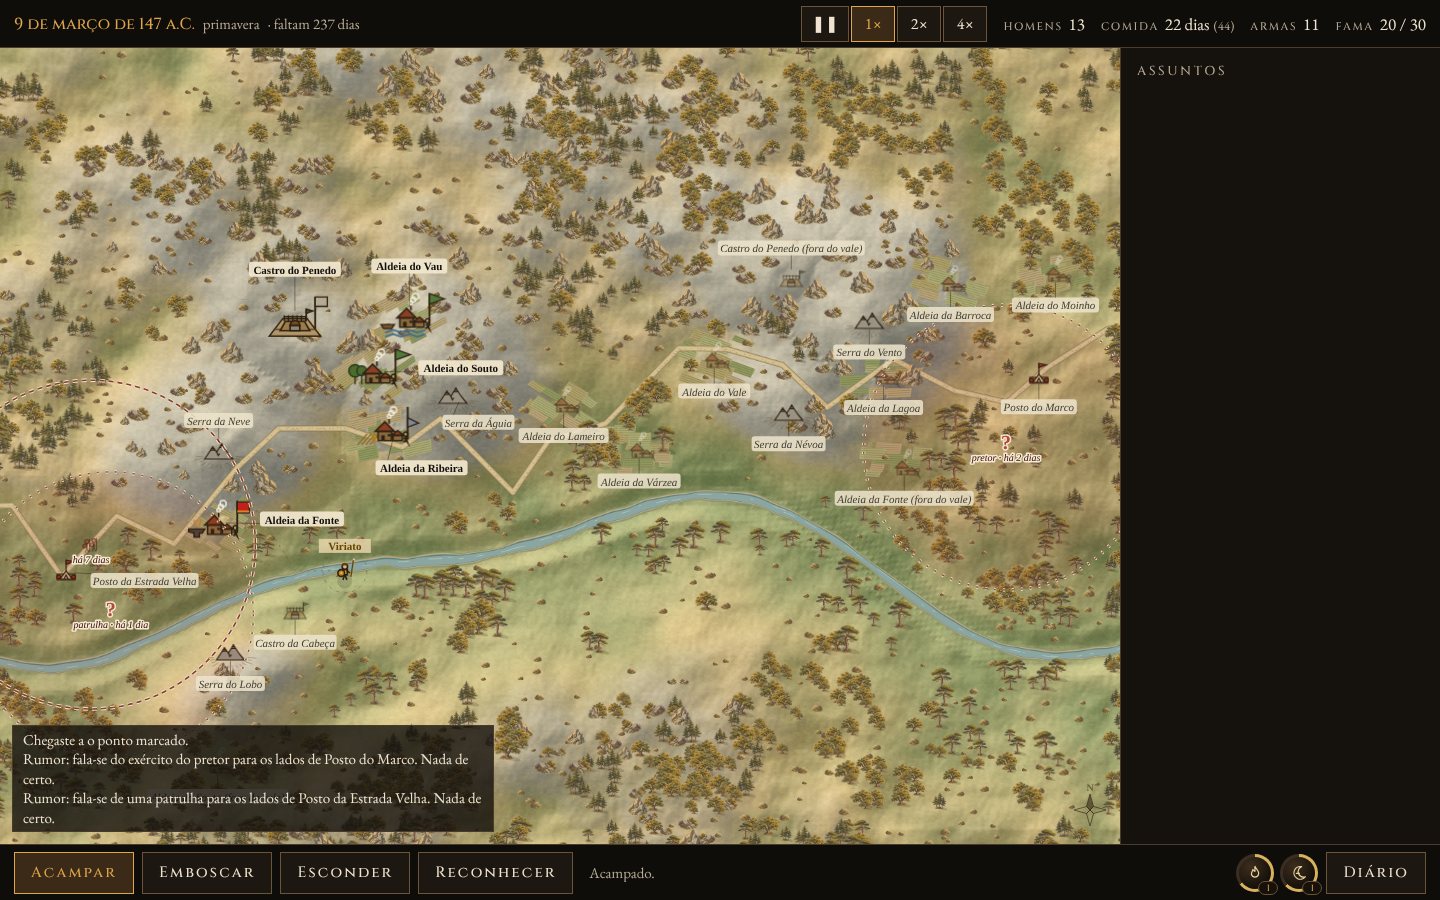 9 DE MARÇO DE 147 A.C. primavera · faltam 237 dias
1× 2× 4×
HOMENS 13 COMIDA 22 dias (44) ARMAS 11 FAMA 20 / 30
ASSUNTOS
Castro do Penedo (fora do vale)
Castro do Penedo
Aldeia do Vau
Aldeia do Moinho
Aldeia da Barroca
Serra do Vento
Aldeia do Souto
Aldeia do Vale
Aldeia da Lagoa
Posto do Marco
Serra da Neve
Serra da Águia
Aldeia do Lameiro
Serra da Névoa
?
pretor · há 2 dias
Aldeia da Ribeira
Aldeia da Várzea
Aldeia da Fonte (fora do vale)
Aldeia da Fonte
Viriato
há 7 dias
Posto da Estrada Velha
?
patrulha · há 1 dia
Castro da Cabeça
Serra do Lobo
Chegaste a o ponto marcado.
Rumor: fala-se do exército do pretor para os lados de Posto do Marco. Nada de
certo.
Rumor: fala-se de uma patrulha para os lados de Posto da Estrada Velha. Nada de
certo.
N
ACAMPAR EMBOSCAR ESCONDER RECONHECER Acampado.
1 1 DIÁRIO